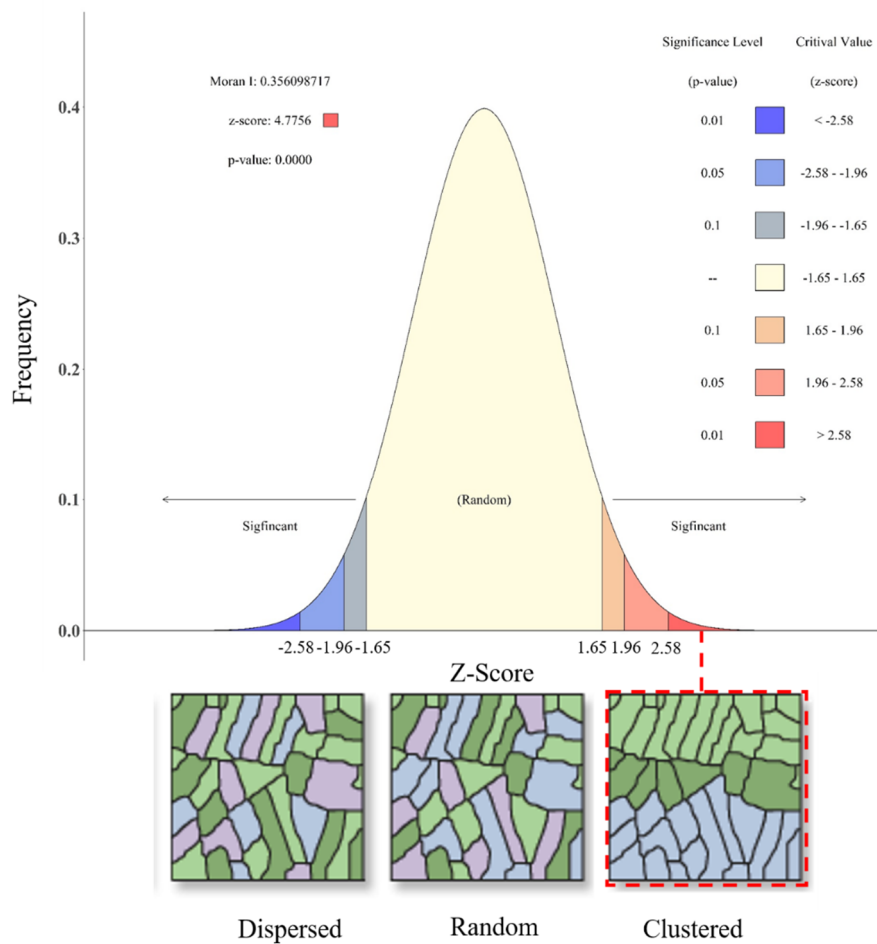 Significance Level Critival Value
(p-value) (z-score)
Moran I: 0.356098717
z-score: 4.7756
p-value: 0.0000
0.01 < -2.58
0.05 -2.58 - -1.96
0.1 -1.96 - -1.65
-- -1.65 - 1.65
0.1 1.65 - 1.96
0.05 1.96 - 2.58
0.01 > 2.58
Frequency
0.4
0.3
0.2
0.1
0.0
(Random)
Sigfincant Sigfincant
-2.58 -1.96 -1.65 1.65 1.96 2.58
Z-Score
Dispersed Random Clustered